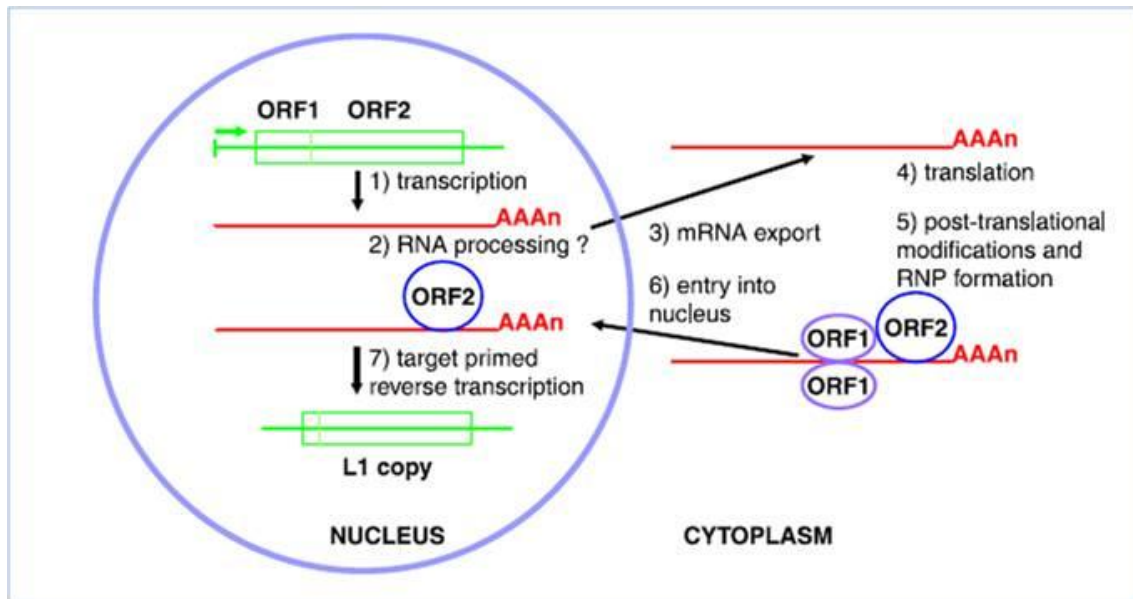 ORF1 ORF2
1) transcription
AAAn
2) RNA processing ?
ORF2
AAAn
7) target primed
reverse transcription
L1 copy
NUCLEUS
3) mRNA export
6) entry into
nucleus
AAAn
4) translation
5) post-translational
modifications and
RNP formation
ORF1
ORF2
AAAn
ORF1
CYTOPLASM